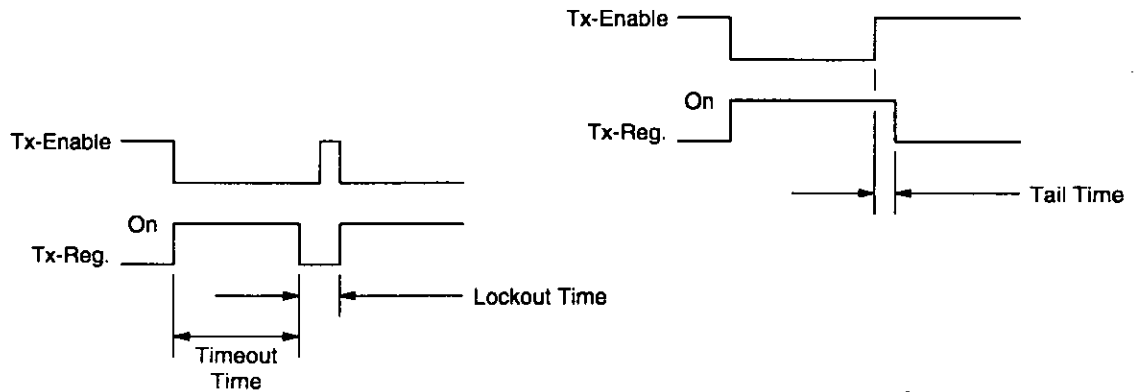 Tx-Enable
On
Tx-Reg.
Tail Time
Tx-Enable
On
Tx-Reg.
Lockout Time
Timeout
Time